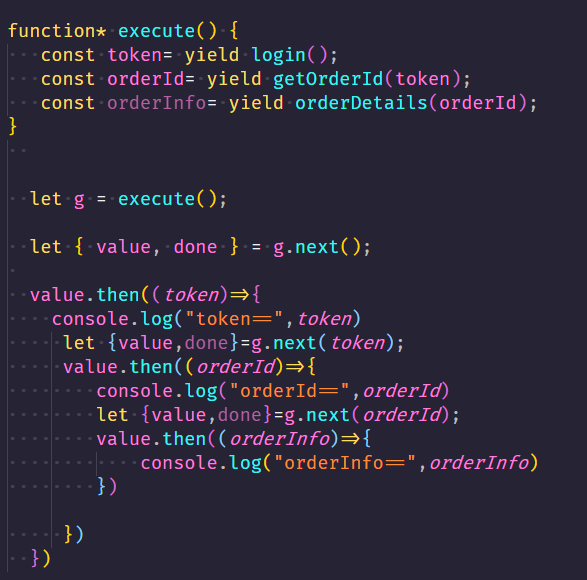 function* execute() {
const token= yield login();
const orderId= yield getOrderId(token);
const orderInfo= yield orderDetails(orderId);
}
let g = execute();
let { value, done } = g.next();
value.then((token)=>{
console.log("token==",token)
let {value,done}=g.next(token);
value.then((orderId)=>{
console.log("orderId==",orderId)
let {value,done}=g.next(orderId);
value.then((orderInfo)=>{
console.log("orderInfo==",orderInfo)
})
})
})